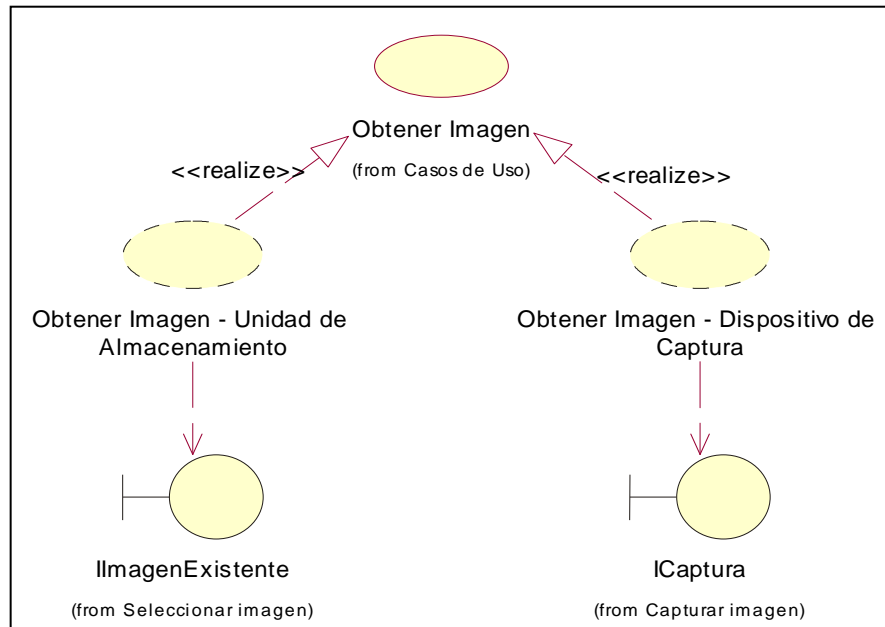 Obtener Imagen
(from Casos de Uso)
<<realize>>
<<realize>>
Obtener Imagen - Unidad de
Almacenamiento
Obtener Imagen - Dispositivo de
Captura
IImagenExistente
(from Seleccionar imagen)
ICaptura
(from Capturar imagen)